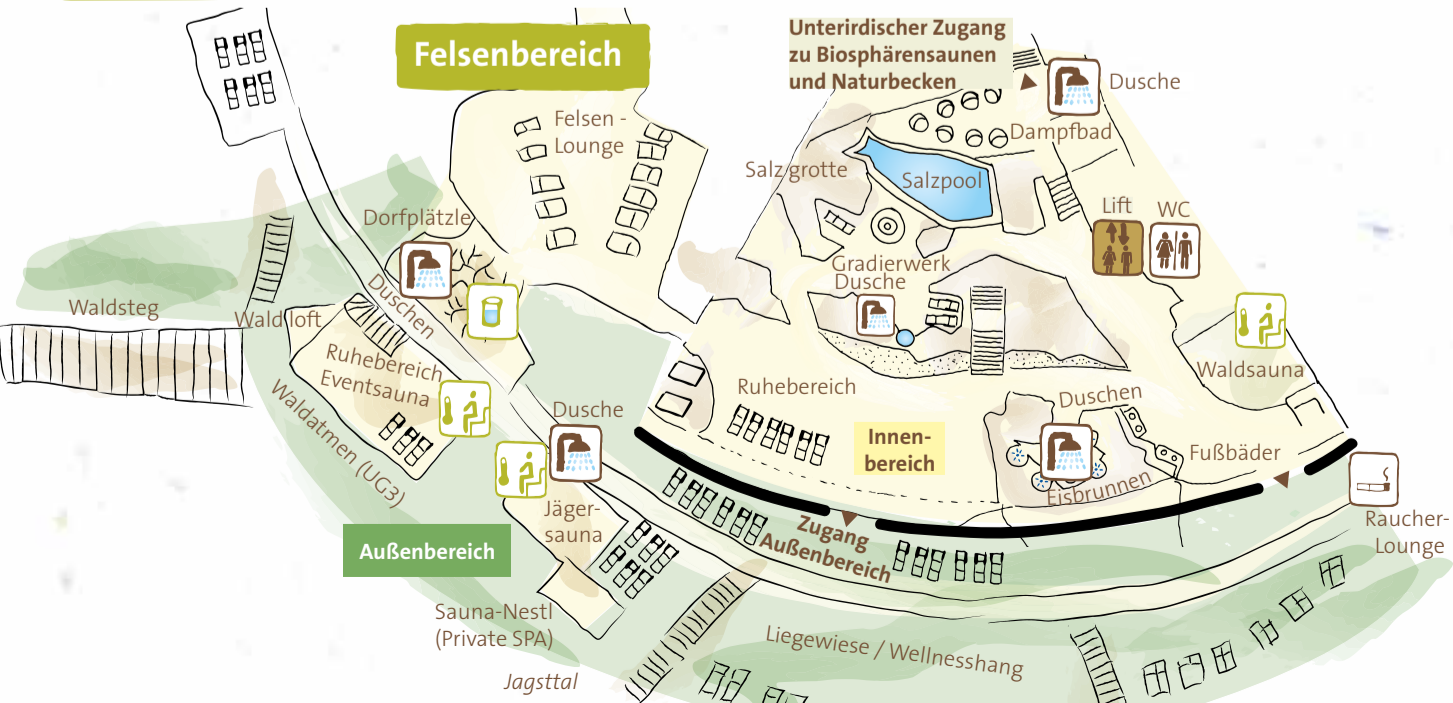 Felsenbereich
Unterirdischer Zugang
zu Biosphärensaunen
und Naturbecken
Dusche
Dampfbad
Felsen -
Lounge
Salzgrotte
Salzpool
Lift
WC
Dorfplätzle
Duschen
Gradierwerk
Dusche
Waldsteg
Waldloft
Ruhebereich
Eventsauna
Waldatmen (UG3)
Waldsauna
Ruhebereich
Duschen
Dusche
Innen-
bereich
Fußbäder
Eisbrunnen
Jäger-
sauna
Außenbereich
Zugang
Außenbereich
Raucher-
Lounge
Sauna-Nestl
(Private SPA)
Liegewiese / Wellnesshang
Jagsttal